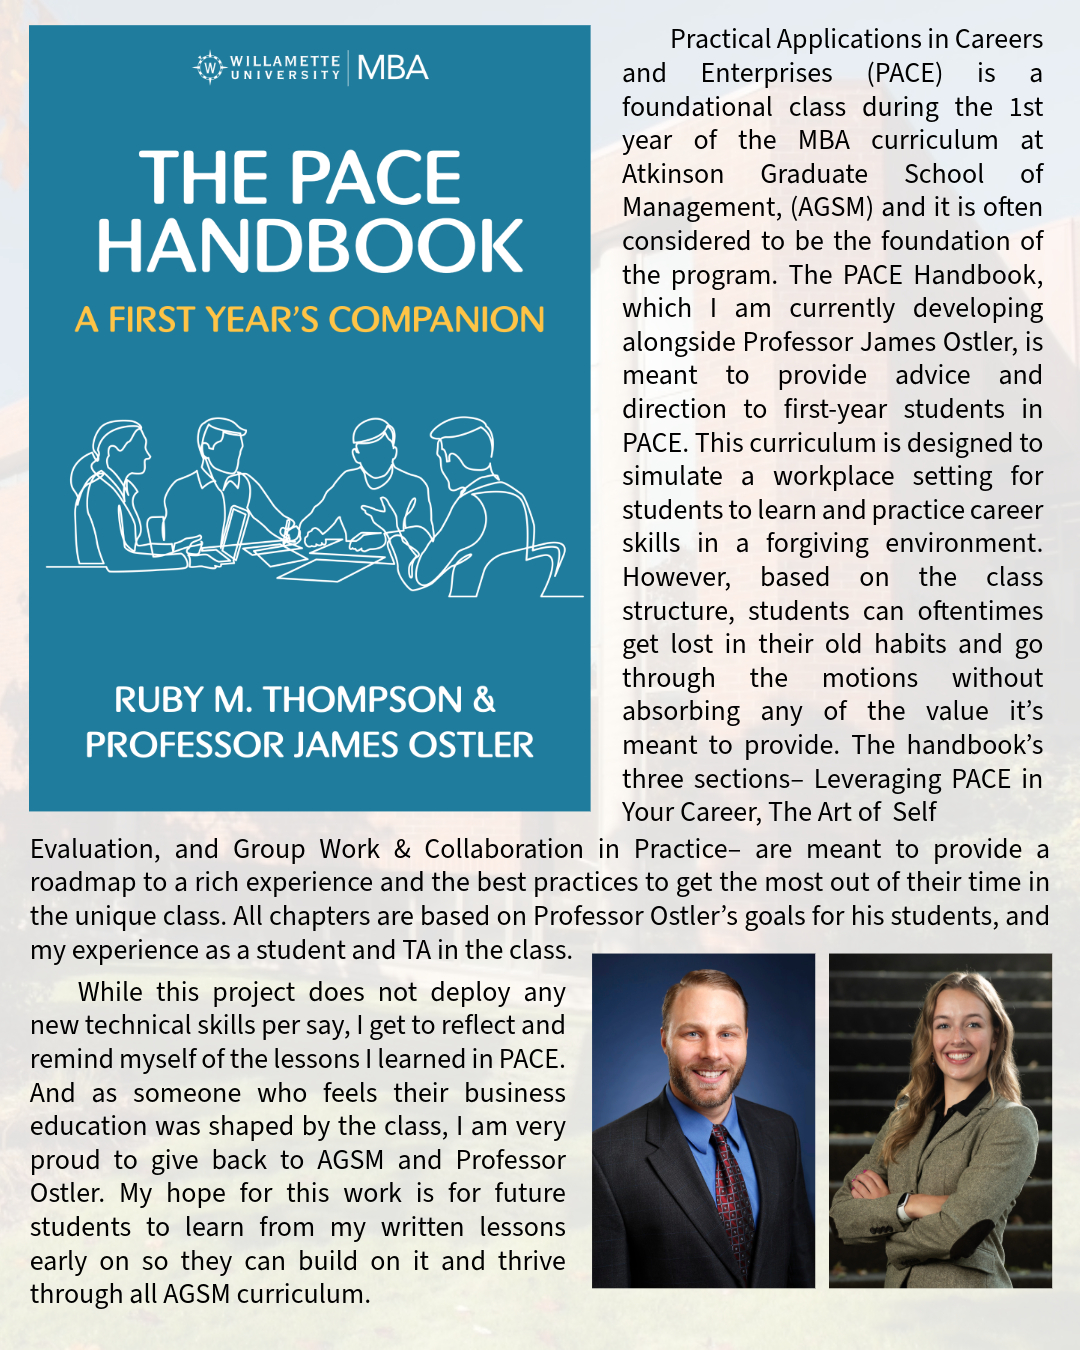 WILLAMETTE
UNIVERSITY
MBA
W
THE PACE
HANDBOOK
A FIRST YEAR'S COMPANION
RUBY M. THOMPSON &
PROFESSOR JAMES OSTLER
Practical Applications in Careers
and Enterprises (PACE) is a
foundational class during the 1st
year of the MBA curriculum at
Atkinson Graduate School of
Management, (AGSM) and it is often
considered to be the foundation of
the program. The PACE Handbook,
which I am currently developing
alongside Professor James Ostler, is
meant to provide advice and
direction to first-year students in
PACE. This curriculum is designed to
simulate a workplace setting for
students to learn and practice career
skills in a forgiving environment.
However, based on the class
structure, students can oftentimes
get lost in their old habits and go
through the motions without
absorbing any of the value it's
meant to provide. The handbook's
three sections– Leveraging PACE in
Your Career, The Art of Self
Evaluation, and Group Work & Collaboration in Practice– are meant to provide a
roadmap to a rich experience and the best practices to get the most out of their time in
the unique class. All chapters are based on Professor Ostler's goals for his students, and
my experience as a student and TA in the class.
While this project does not deploy any
new technical skills per say, I get to reflect and
remind myself of the lessons I learned in PACE.
And as someone who feels their business
education was shaped by the class, I am very
proud to give back to AGSM and Professor
Ostler. My hope for this work is for future
students to learn from my written lessons
early on so they can build on it and thrive
through all AGSM curriculum.